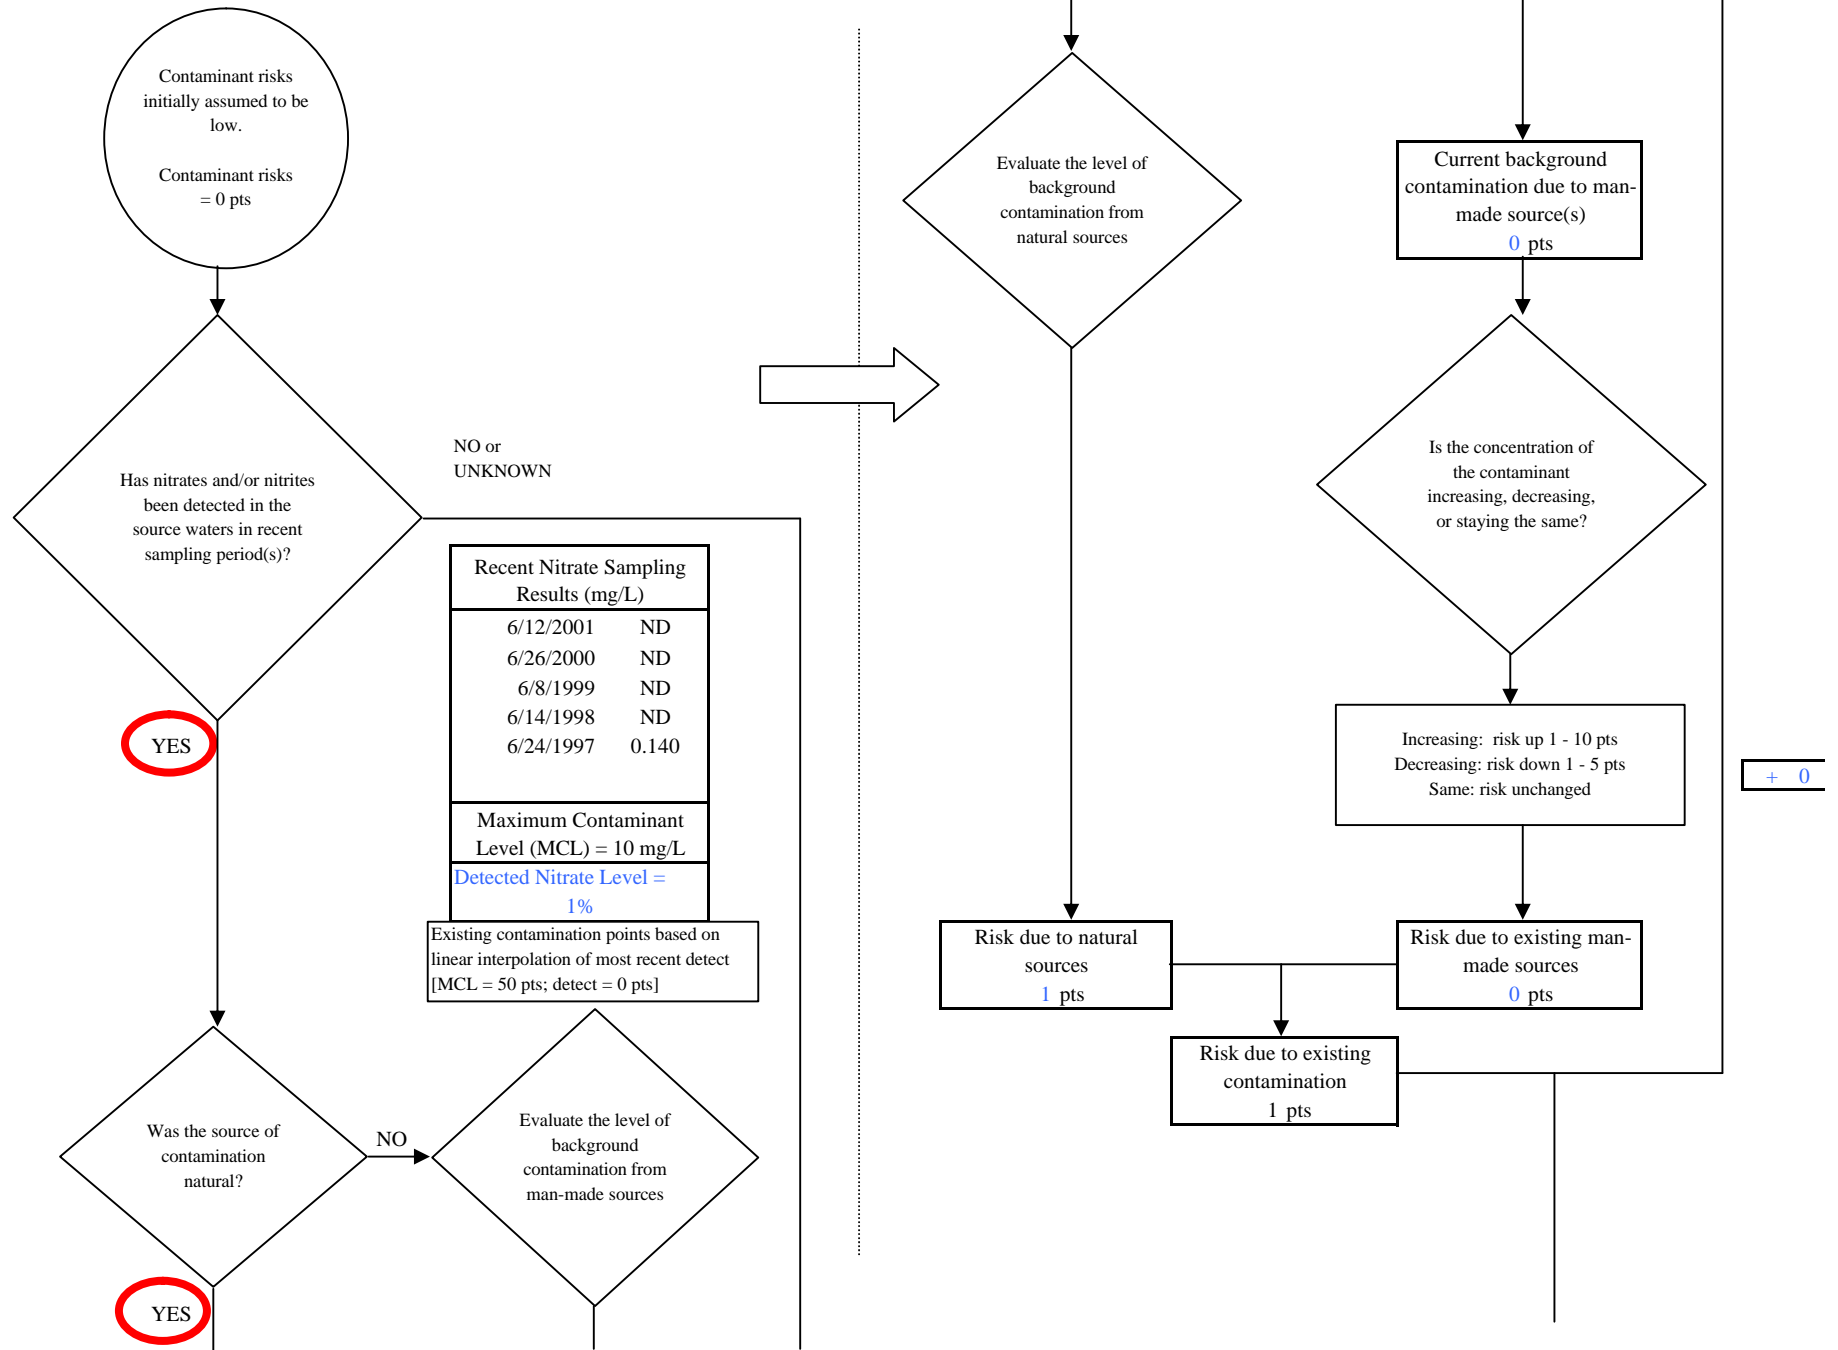 Contaminant risks
initially assumed to be
low.
Contaminant risks
= 0 pts
Has nitrates and/or nitrites
been detected in the
source waters in recent
sampling period(s)?
NO or
UNKNOWN
YES
Recent Nitrate Sampling
Results (mg/L)
6/12/2001 ND
6/26/2000 ND
6/8/1999 ND
6/14/1998 ND
6/24/1997 0.140
Maximum Contaminant
Level (MCL) = 10 mg/L
Detected Nitrate Level =
1%
Existing contamination points based on
linear interpolation of most recent detect
[MCL = 50 pts; detect = 0 pts]
Was the source of
contamination
natural?
NO
YES
Evaluate the level of
background
contamination from
man-made sources
Evaluate the level of
background
contamination from
natural sources
Current background
contamination due to man-
made source(s)
0 pts
Is the concentration of
the contaminant
increasing, decreasing,
or staying the same?
Increasing: risk up 1 - 10 pts
Decreasing: risk down 1 - 5 pts
Same: risk unchanged
+ 0
Risk due to natural
sources
1 pts
Risk due to existing man-
made sources
0 pts
Risk due to existing
contamination
1 pts